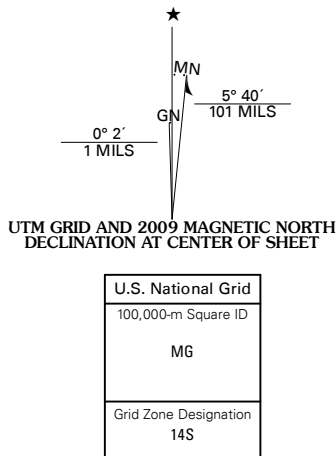 MN
5° 40´
101 MILS
GN
0° 2´
1 MILS
UTM GRID AND 2009 MAGNETIC NORTH
DECLINATION AT CENTER OF SHEET
U.S. National Grid
100,000-m Square ID
MG
Grid Zone Designation
14S